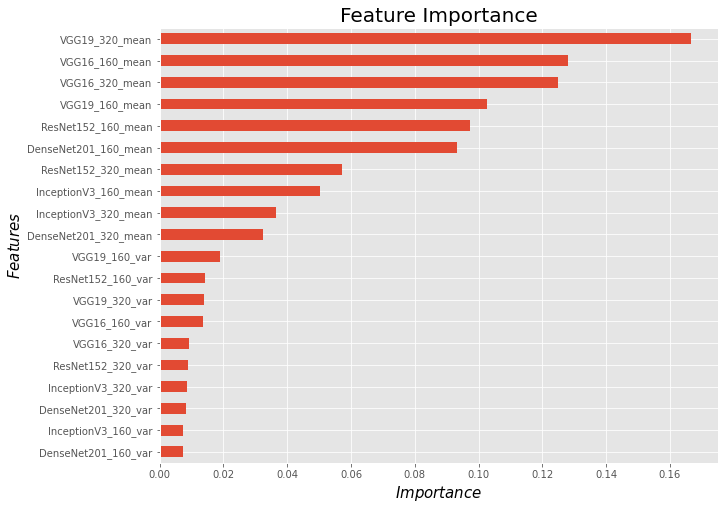 Feature Importance
Features
VGG19_320_mean
VGG16_160_mean
VGG16_320_mean
VGG19_160_mean
ResNet152_160_mean
DenseNet201_160_mean
ResNet152_320_mean
InceptionV3_160_mean
InceptionV3_320_mean
DenseNet201_320_mean
VGG19_160_var
ResNet152_160_var
VGG19_320_var
VGG16_160_var
VGG16_320_var
ResNet152_320_var
InceptionV3_320_var
DenseNet201_320_var
InceptionV3_160_var
DenseNet201_160_var
0.00 0.02 0.04 0.06 0.08 0.10 0.12 0.14 0.16
Importance